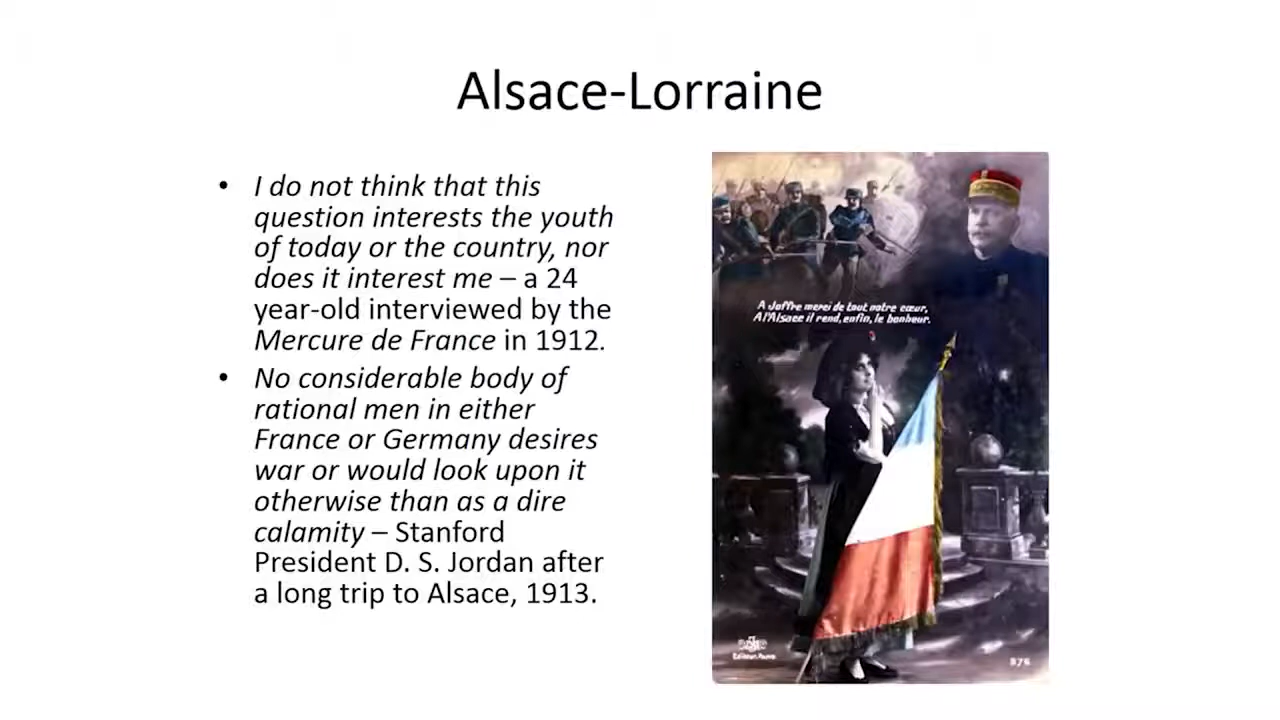 Alsace-Lorraine
• I do not think that this
question interests the youth
of today or the country, nor
does it interest me – a 24
year-old interviewed by the
Mercure de France in 1912.
• No considerable body of
rational men in either
France or Germany desires
war or would look upon it
otherwise than as a dire
calamity – Stanford
President D. S. Jordan after
a long trip to Alsace, 1913.
A Joffre merci de tout notre cœur,
A l'Alsace il rend, enfin, le bonheur.
376